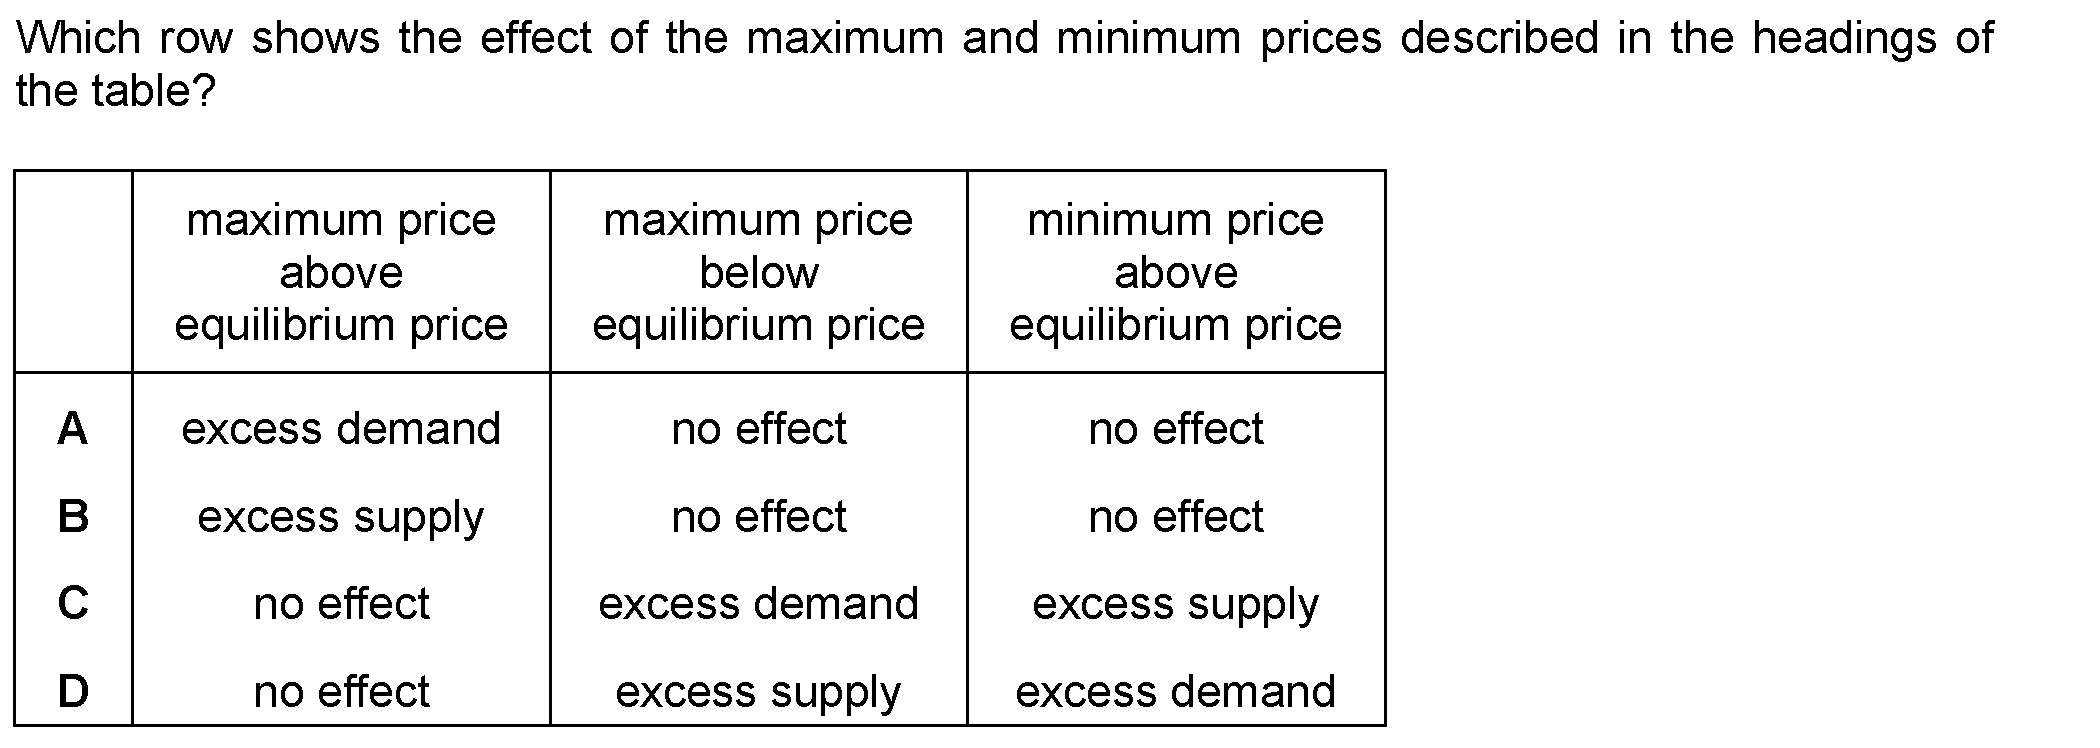 Which row shows the effect of the maximum and minimum prices described in the headings of
the table?
maximum price above equilibrium price
maximum price below equilibrium price
minimum price above equilibrium price
A excess demand no effect no effect
B excess supply no effect no effect
C no effect excess demand excess supply
D no effect excess supply excess demand